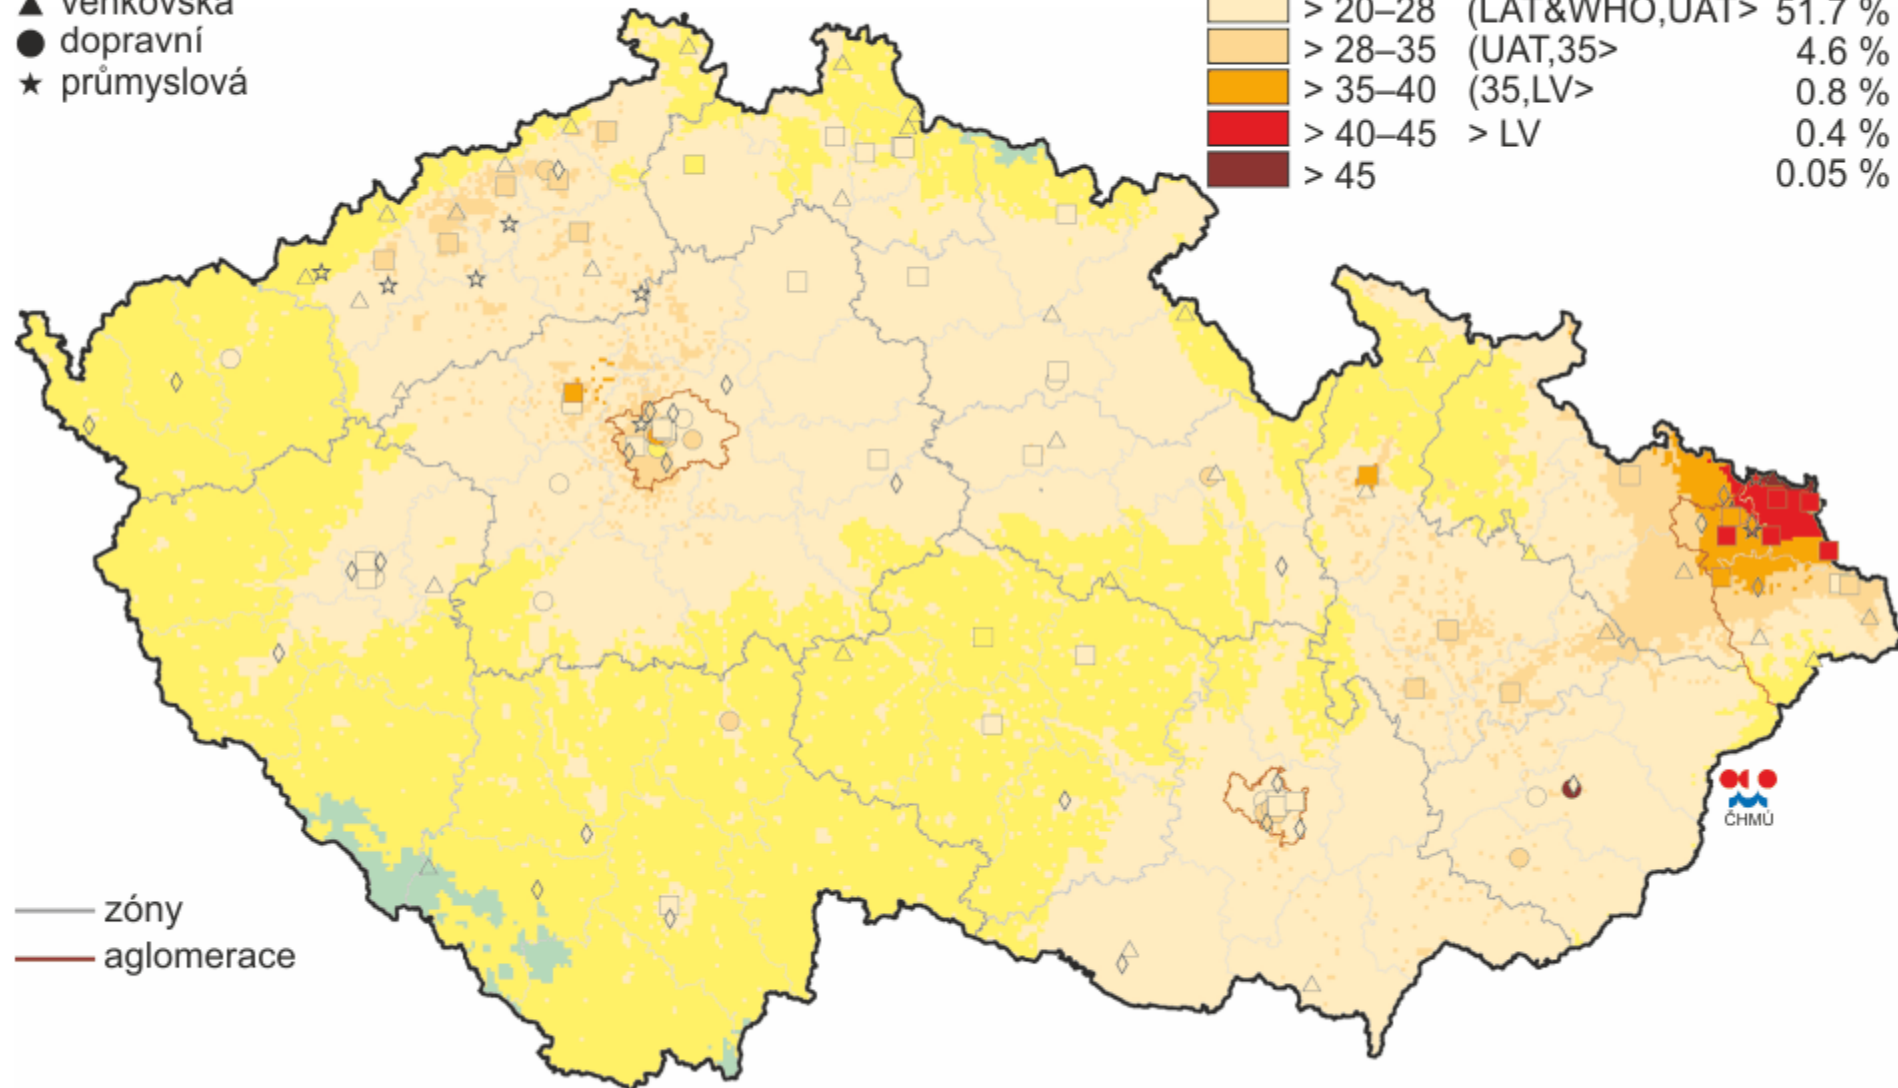 venkovská
dopravní
průmyslová
> 20–28 (LAT&WHO,UAT> 51.7 %
> 28–35 (UAT,35> 4.6 %
> 35–40 (35,LV> 0.8 %
> 40–45 > LV 0.4 %
> 45 0.05 %
ČHMÚ
zóny
aglomerace